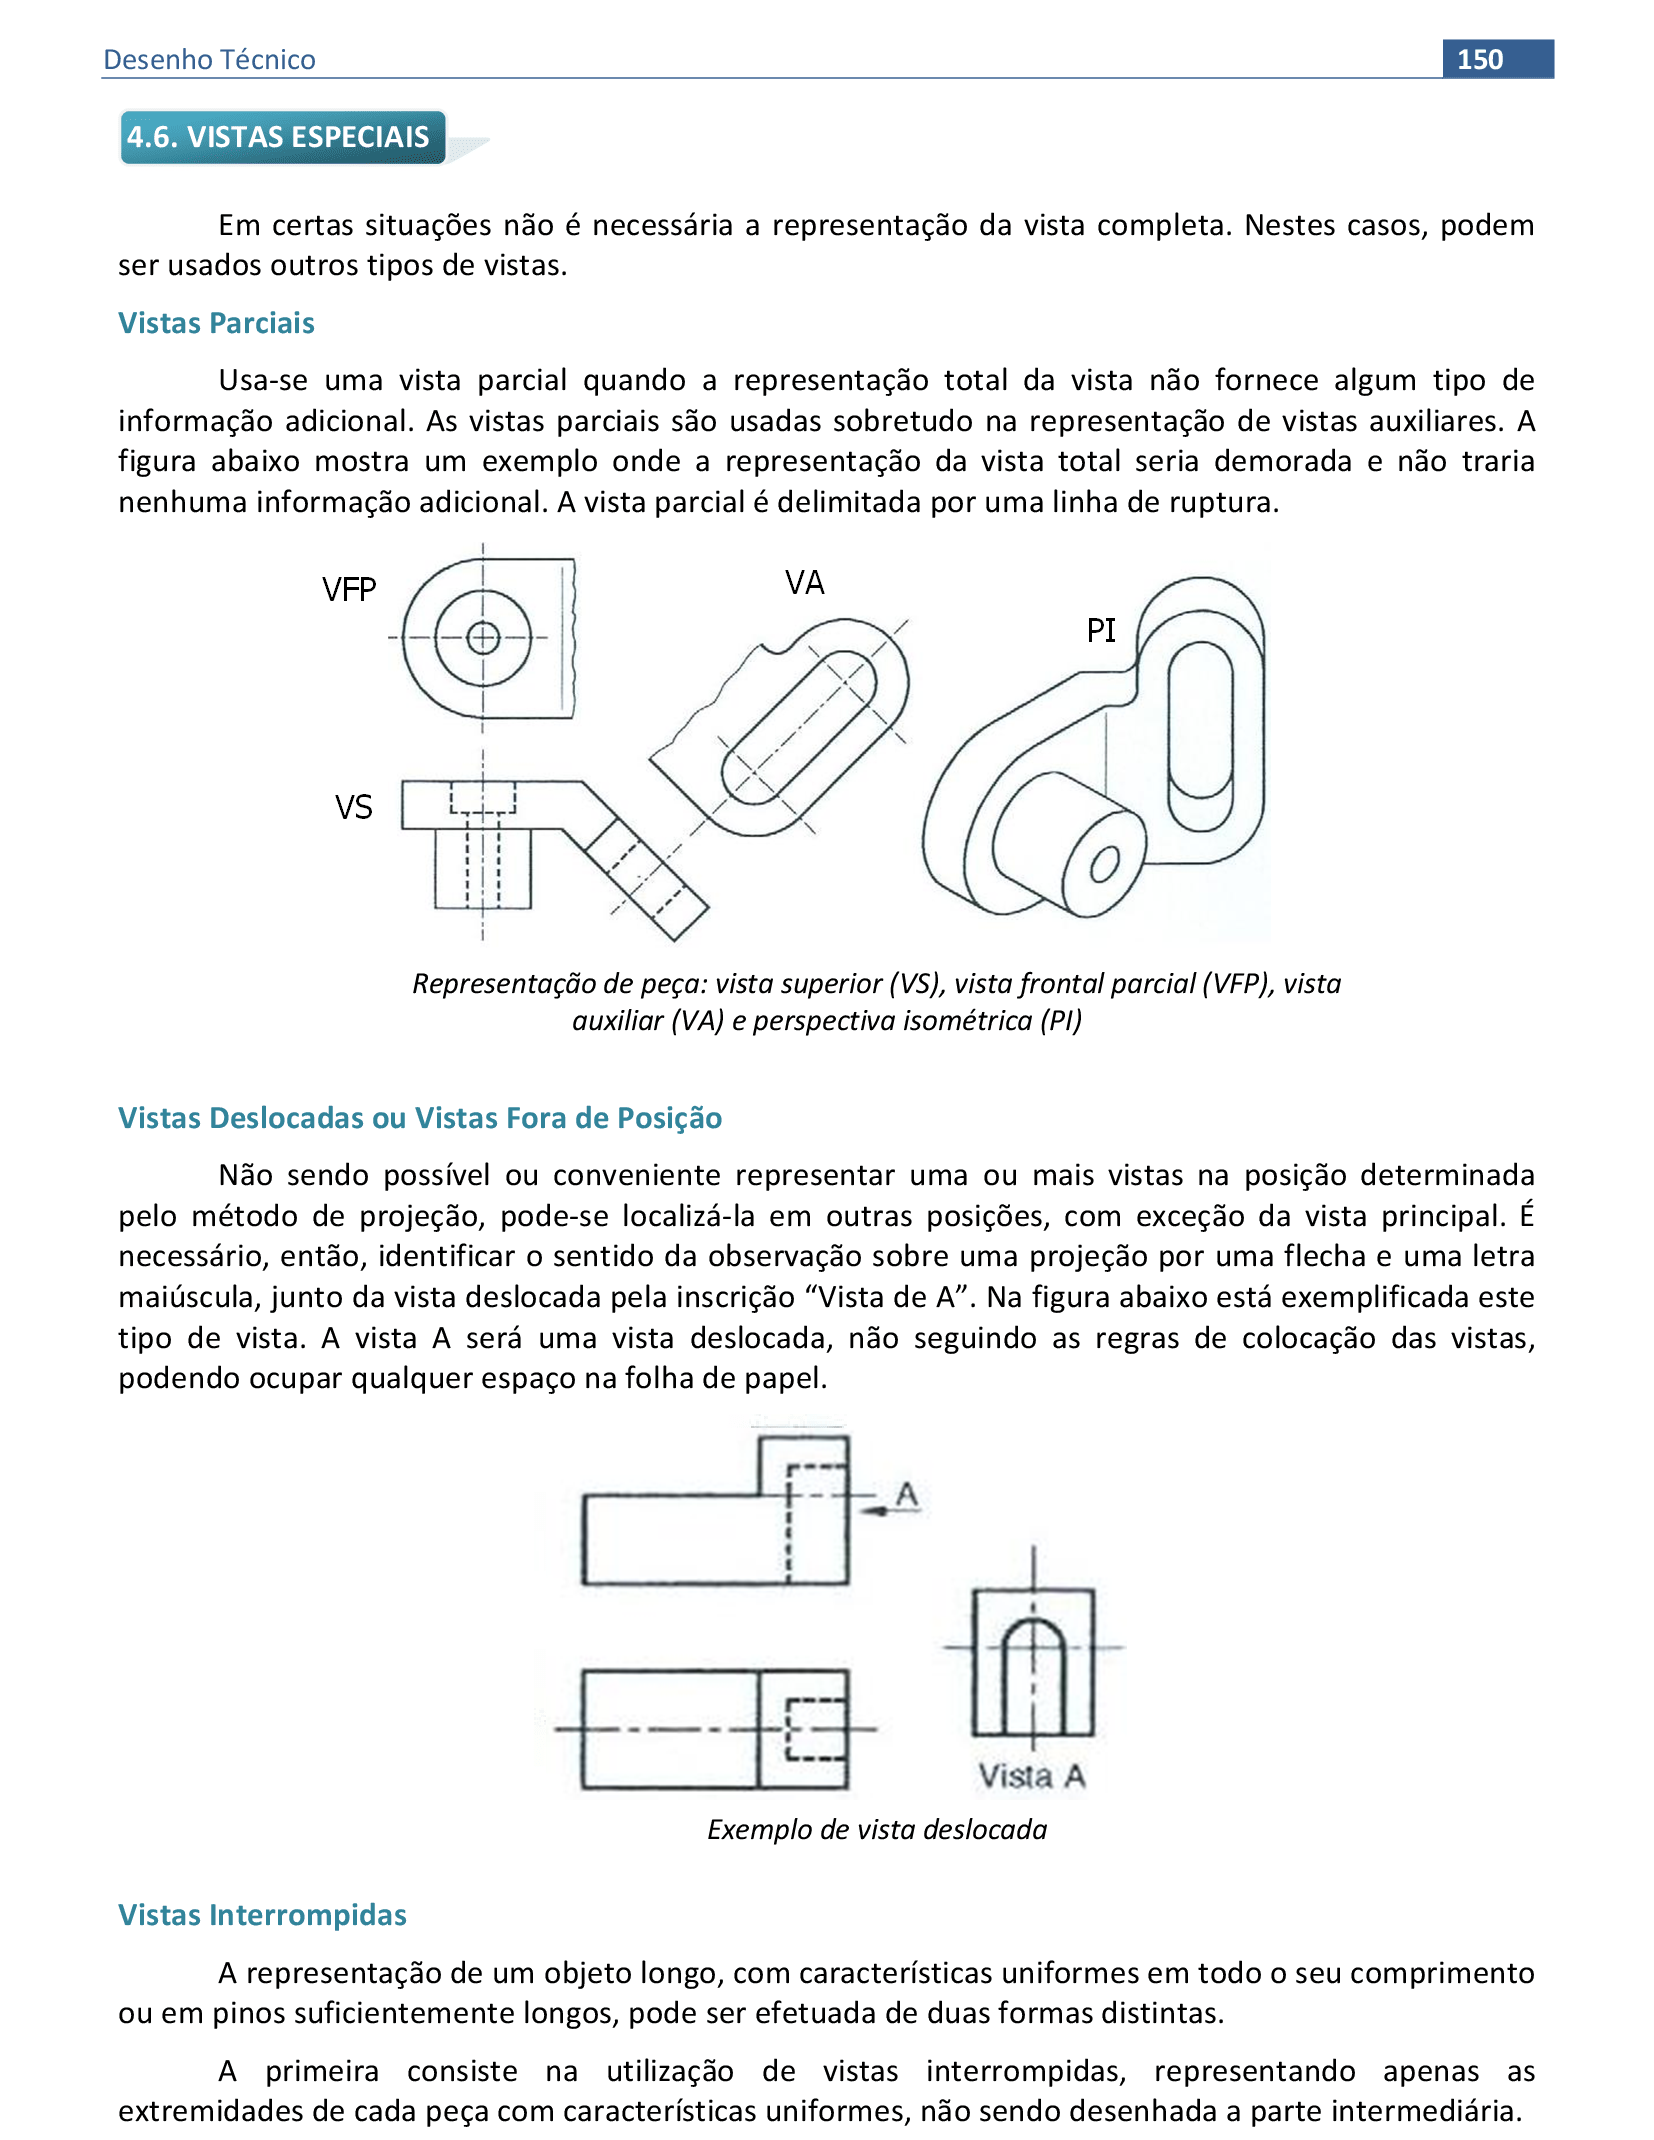 Desenho Técnico
150
4.6. VISTAS ESPECIAIS
Em certas situações não é necessária a representação da vista completa. Nestes casos, podem
ser usados outros tipos de vistas.
Vistas Parciais
Usa-se uma vista parcial quando a representação total da vista não fornece algum tipo de
informação adicional. As vistas parciais são usadas sobretudo na representação de vistas auxiliares. A
figura abaixo mostra um exemplo onde a representação da vista total seria demorada e não traria
nenhuma informação adicional. A vista parcial é delimitada por uma linha de ruptura.
VFP
VA
PI
VS
Representação de peça: vista superior (VS), vista frontal parcial (VFP), vista
auxiliar (VA) e perspectiva isométrica (PI)
Vistas Deslocadas ou Vistas Fora de Posição
Não sendo possível ou conveniente representar uma ou mais vistas na posição determinada
pelo método de projeção, pode-se localizá-la em outras posições, com exceção da vista principal. É
necessário, então, identificar o sentido da observação sobre uma projeção por uma flecha e uma letra
maiúscula, junto da vista deslocada pela inscrição “Vista de A”. Na figura abaixo está exemplificada este
tipo de vista. A vista A será uma vista deslocada, não seguindo as regras de colocação das vistas,
podendo ocupar qualquer espaço na folha de papel.
A
Vista A
Exemplo de vista deslocada
Vistas Interrompidas
A representação de um objeto longo, com características uniformes em todo o seu comprimento
ou em pinos suficientemente longos, pode ser efetuada de duas formas distintas.
A primeira consiste na utilização de vistas interrompidas, representando apenas as
extremidades de cada peça com características uniformes, não sendo desenhada a parte intermediária.